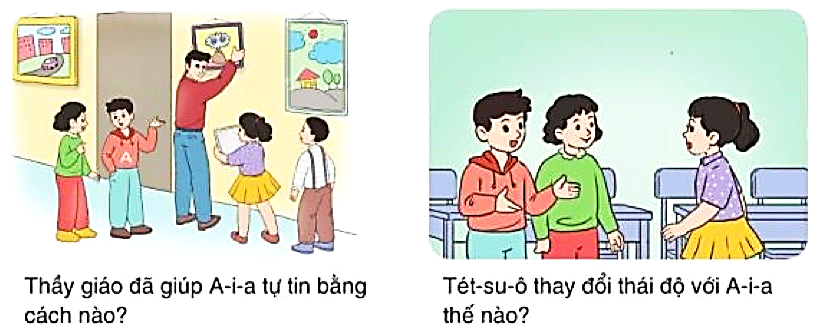 A
Thầy giáo đã giúp A-i-a tự tin bằng
cách nào?
Tét-su-ô thay đổi thái độ với A-i-a
thế nào?